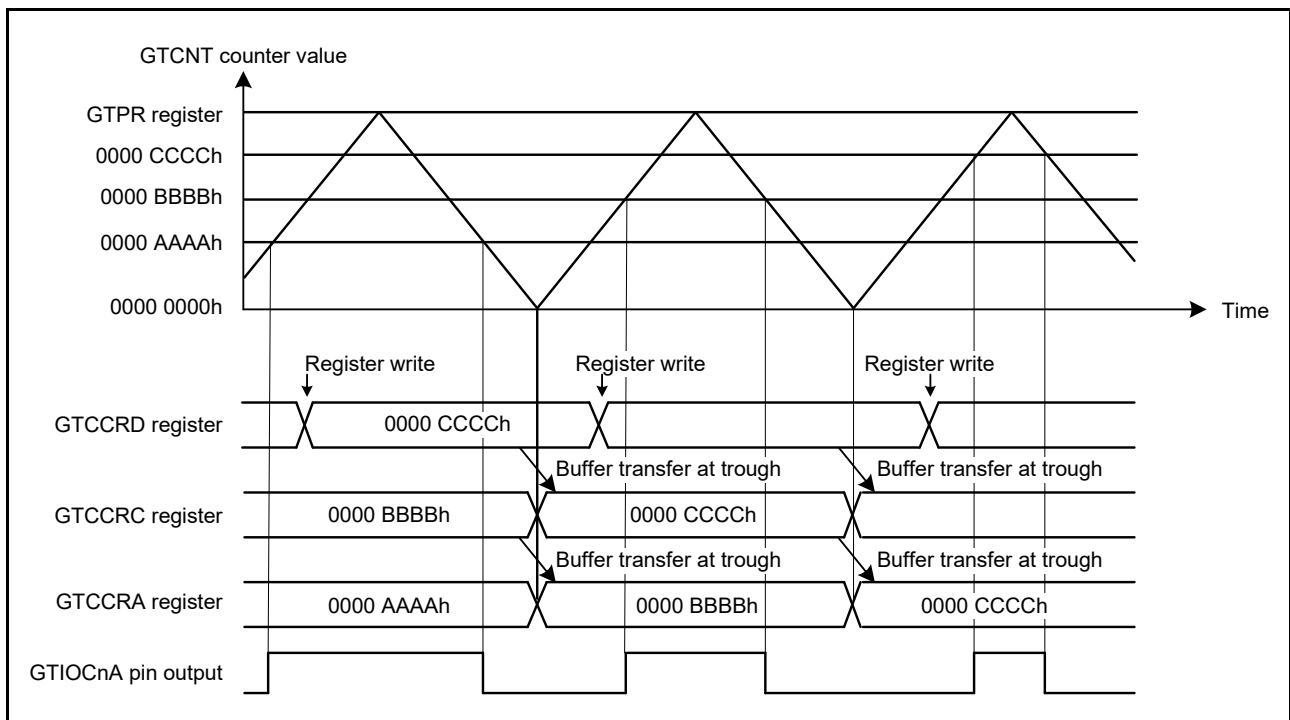 GTCNT counter value
GTPR register
0000 CCCCh
0000 BBBBh
0000 AAAAh
0000 0000h
Time
Register write
Register write
Register write
GTCCRD register
0000 CCCCh
Buffer transfer at trough
Buffer transfer at trough
GTCCRC register
0000 BBBBh
0000 CCCCh
Buffer transfer at trough
Buffer transfer at trough
GTCCRA register
0000 AAAAh
0000 BBBBh
0000 CCCCh
GTIOCnA pin output